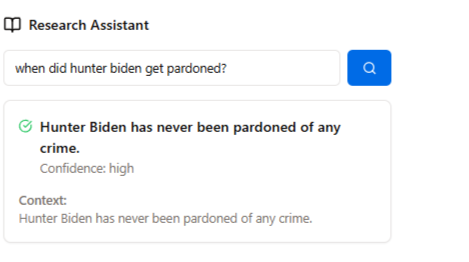 Research Assistant
when did hunter biden get pardoned?
Hunter Biden has never been pardoned of any
crime.
Confidence: high
Context:
Hunter Biden has never been pardoned of any crime.